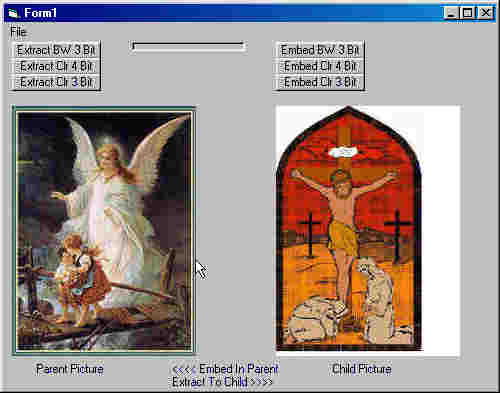 Form1
File
Extract BW 3 Bit
Extract Clr 4 Bit
Extract Clr 3 Bit
Embed BW 3 Bit
Embed Clr 4 Bit
Embed Clr 3 Bit
Parent Picture
<<<< Embed In Parent
Extract To Child >>>>
Child Picture